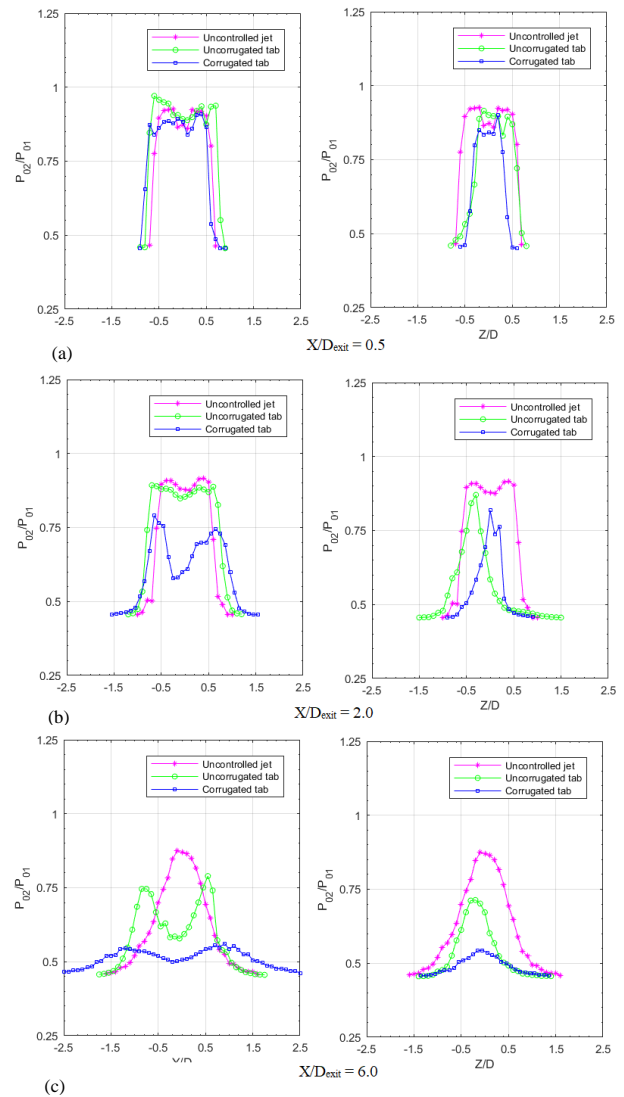 1.25
Uncontrolled jet
Uncorrugated tab
Corrugated tab
1
P02/P01
0.75
0.5
0.25
-2.5 -1.5 -0.5 0.5 1.5 2.5
1.25
Uncontrolled jet
Uncorrugated tab
Corrugated tab
1
P02/P01
0.75
0.5
0.25
-2.5 -1.5 -0.5 0.5 1.5 2.5
Z/D
(a)
X/Dexit = 0.5
1.25
Uncontrolled jet
Uncorrugated tab
Corrugated tab
1
P02/P01
0.75
0.5
0.25
-2.5 -1.5 -0.5 0.5 1.5 2.5
1.25
Uncontrolled jet
Uncorrugated tab
Corrugated tab
1
P02/P01
0.75
0.5
0.25
-2.5 -1.5 -0.5 0.5 1.5 2.5
Z/D
(b)
X/Dexit = 2.0
1.25
Uncontrolled jet
Uncorrugated tab
Corrugated tab
1
P02/P01
0.75
0.5
0.25
-2.5 -1.5 -0.5 0.5 1.5 2.5
1.25
Uncontrolled jet
Uncorrugated tab
Corrugated tab
1
P02/P01
0.75
0.5
0.25
-2.5 -1.5 -0.5 0.5 1.5 2.5
Z/D
(c)
X/Dexit = 6.0